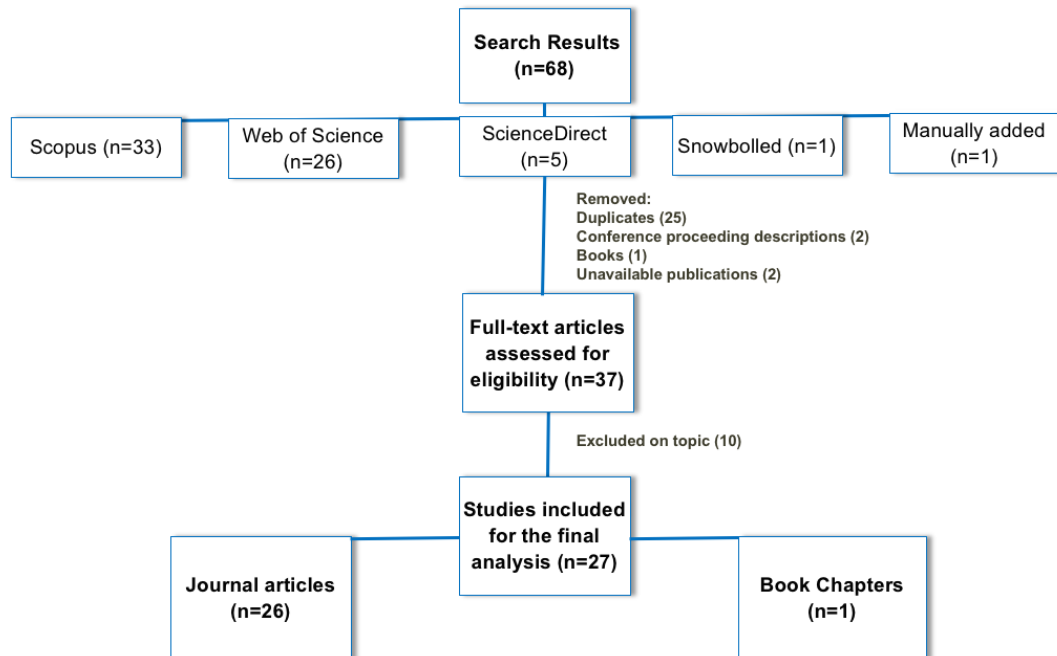 Search Results
(n=68)
Scopus (n=33)
Web of Science
(n=26)
ScienceDirect
(n=5)
Snowbolled (n=1)
Manually added
(n=1)
Removed:
Duplicates (25)
Conference proceeding descriptions (2)
Books (1)
Unavailable publications (2)
Full-text articles
assessed for
eligibility (n=37)
Excluded on topic (10)
Studies included
for the final
analysis (n=27)
Journal articles
(n=26)
Book Chapters
(n=1)